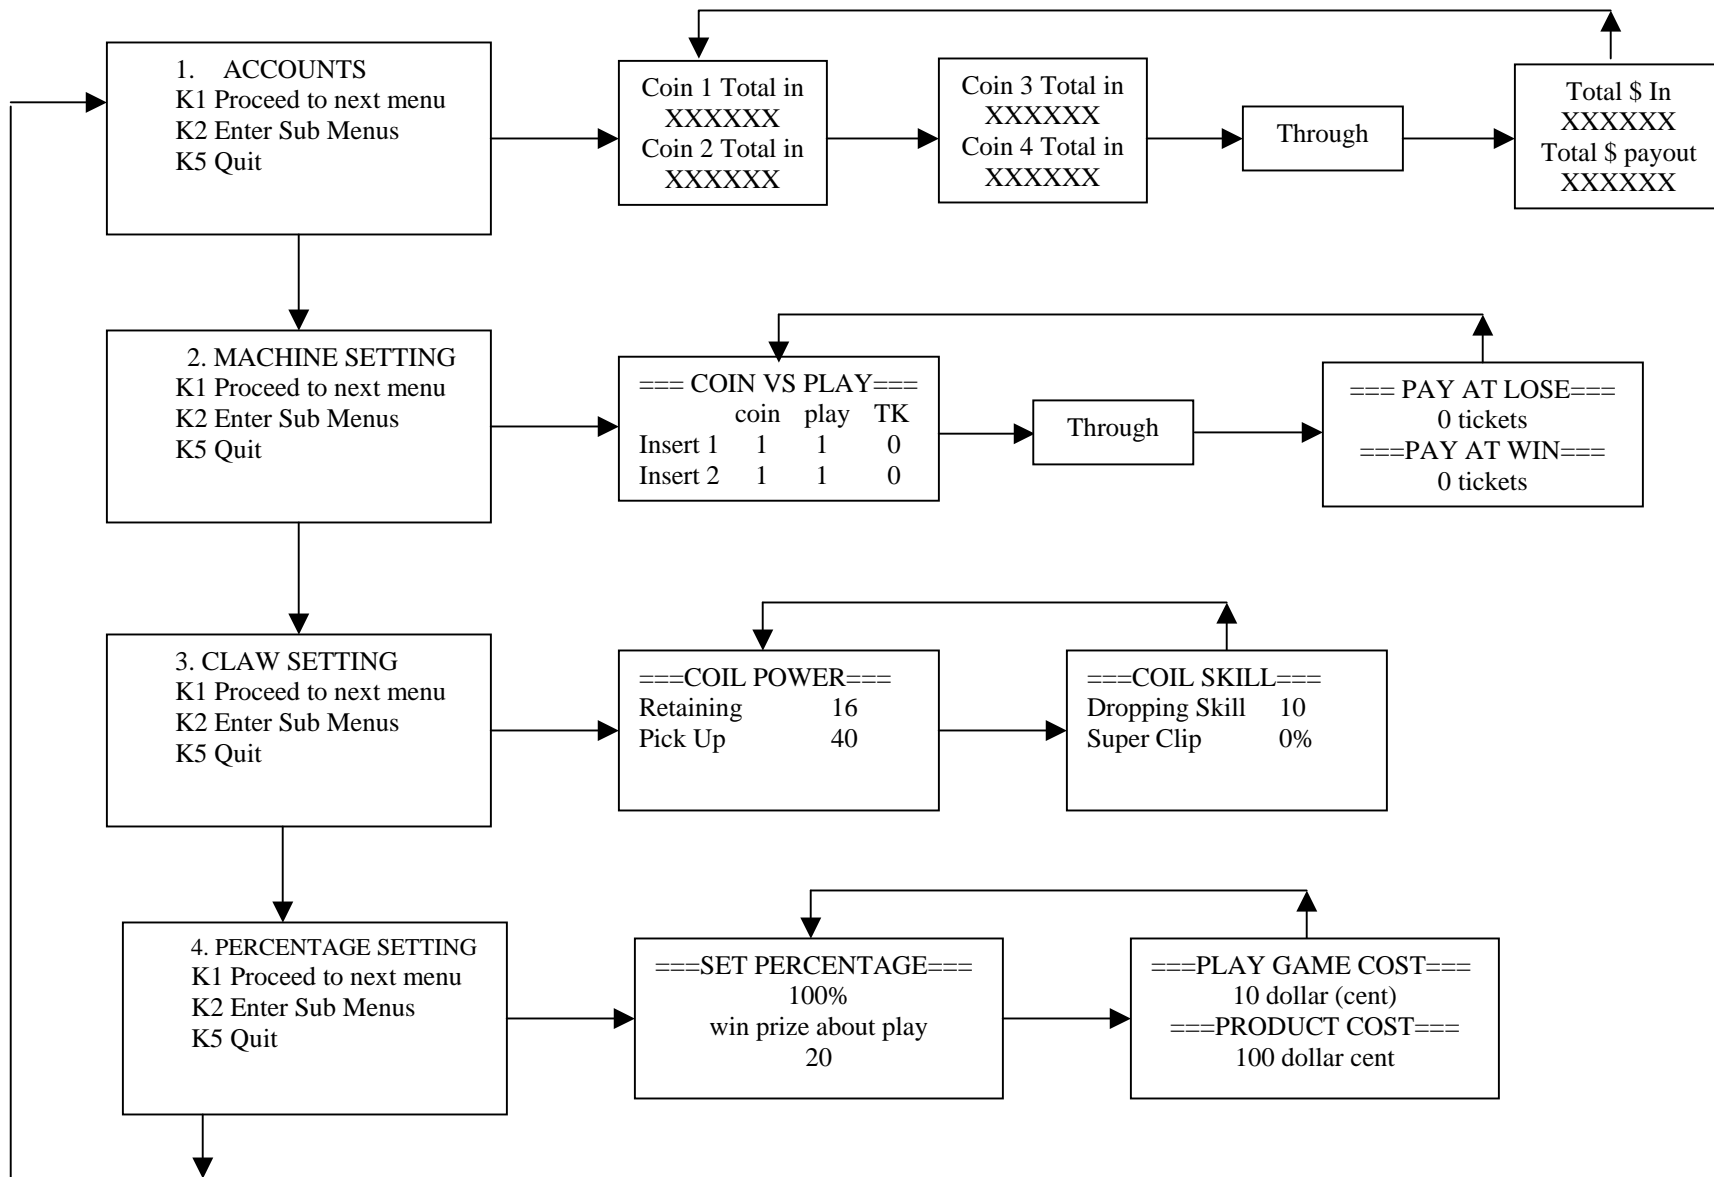 1. ACCOUNTS
K1 Proceed to next menu
K2 Enter Sub Menus
K5 Quit
Coin 1 Total in
XXXXXX
Coin 2 Total in
XXXXXX
Coin 3 Total in
XXXXXX
Coin 4 Total in
XXXXXX
Through
Total $ In
XXXXXX
Total $ payout
XXXXXX
2. MACHINE SETTING
K1 Proceed to next menu
K2 Enter Sub Menus
K5 Quit
=== COIN VS PLAY===
coin play TK
Insert 1 1 1 0
Insert 2 1 1 0
Through
=== PAY AT LOSE===
0 tickets
===PAY AT WIN===
0 tickets
3. CLAW SETTING
K1 Proceed to next menu
K2 Enter Sub Menus
K5 Quit
===COIL POWER===
Retaining 16
Pick Up 40
===COIL SKILL===
Dropping Skill 10
Super Clip 0%
4. PERCENTAGE SETTING
K1 Proceed to next menu
K2 Enter Sub Menus
K5 Quit
===SET PERCENTAGE===
100%
win prize about play
20
===PLAY GAME COST===
10 dollar (cent)
===PRODUCT COST===
100 dollar cent